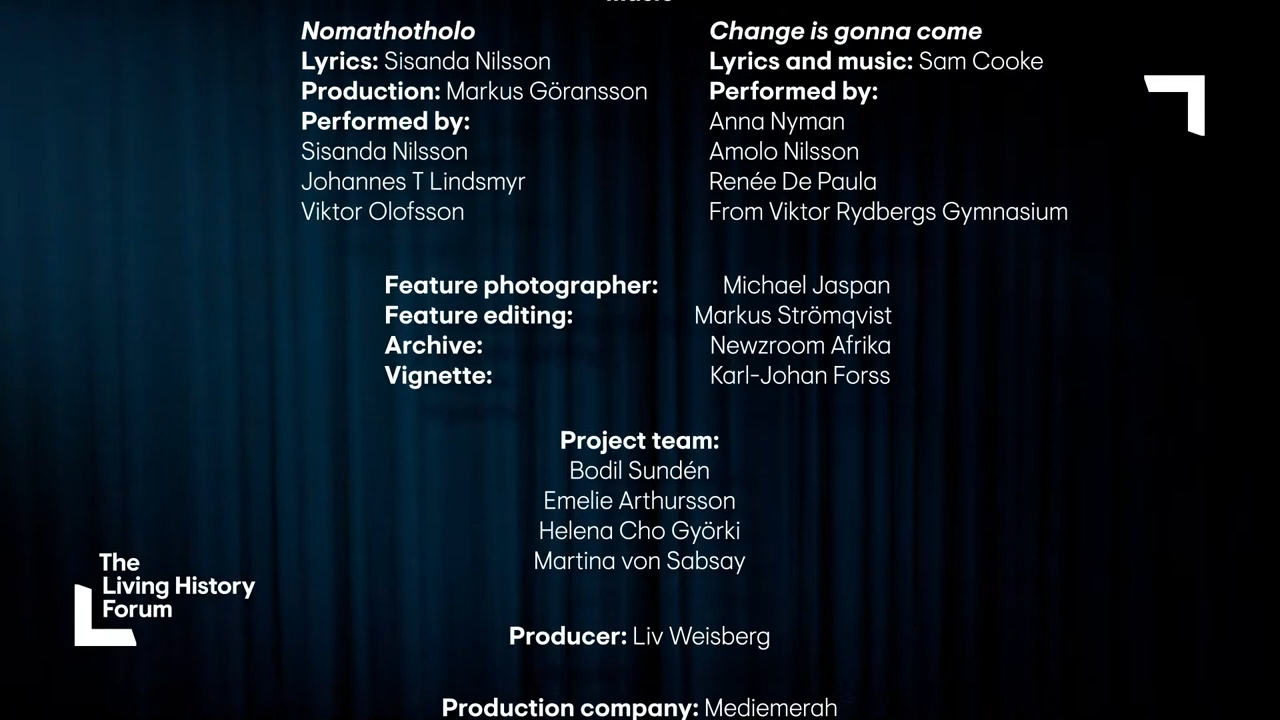 Music
Nomathotholo
Lyrics: Sisanda Nilsson
Production: Markus Göransson
Performed by:
Sisanda Nilsson
Johannes T Lindsmyr
Viktor Olofsson
Change is gonna come
Lyrics and music: Sam Cooke
Performed by:
Anna Nyman
Amolo Nilsson
Renée De Paula
From Viktor Rydbergs Gymnasium
Feature photographer: Michael Jaspan
Feature editing: Markus Strömqvist
Archive: Newzroom Afrika
Vignette: Karl-Johan Forss
Project team:
Bodil Sundén
Emelie Arthursson
Helena Cho Györki
Martina von Sabsay
The
Living History
Forum
Producer: Liv Weisberg
Production company: Mediemerah